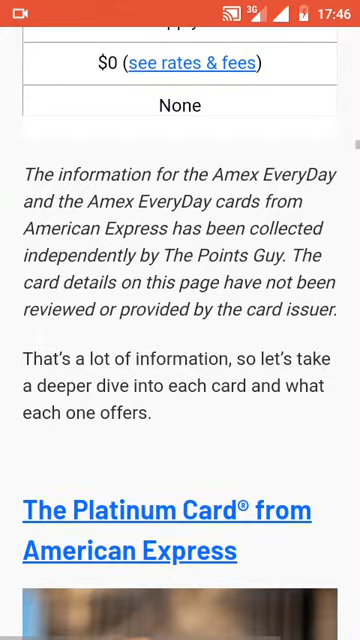 3G 17:46
$0 (see rates & fees)
None
The information for the Amex EveryDay
and the Amex EveryDay cards from
American Express has been collected
independently by The Points Guy. The
card details on this page have not been
reviewed or provided by the card issuer.
That’s a lot of information, so let’s take
a deeper dive into each card and what
each one offers.
The Platinum Card® from
American Express